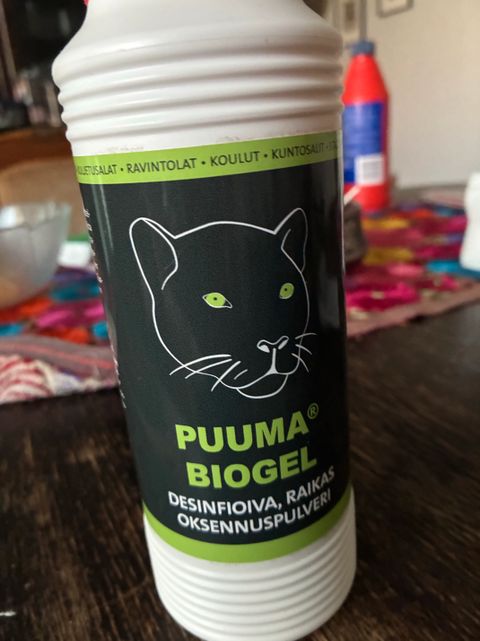 • RAVINTOLAT • KOULUT • KUNTOSALIT •
PUUMA®
BIOGEL
DESINFIOIVA, RAIKAS
OKSENNUSPULVERI